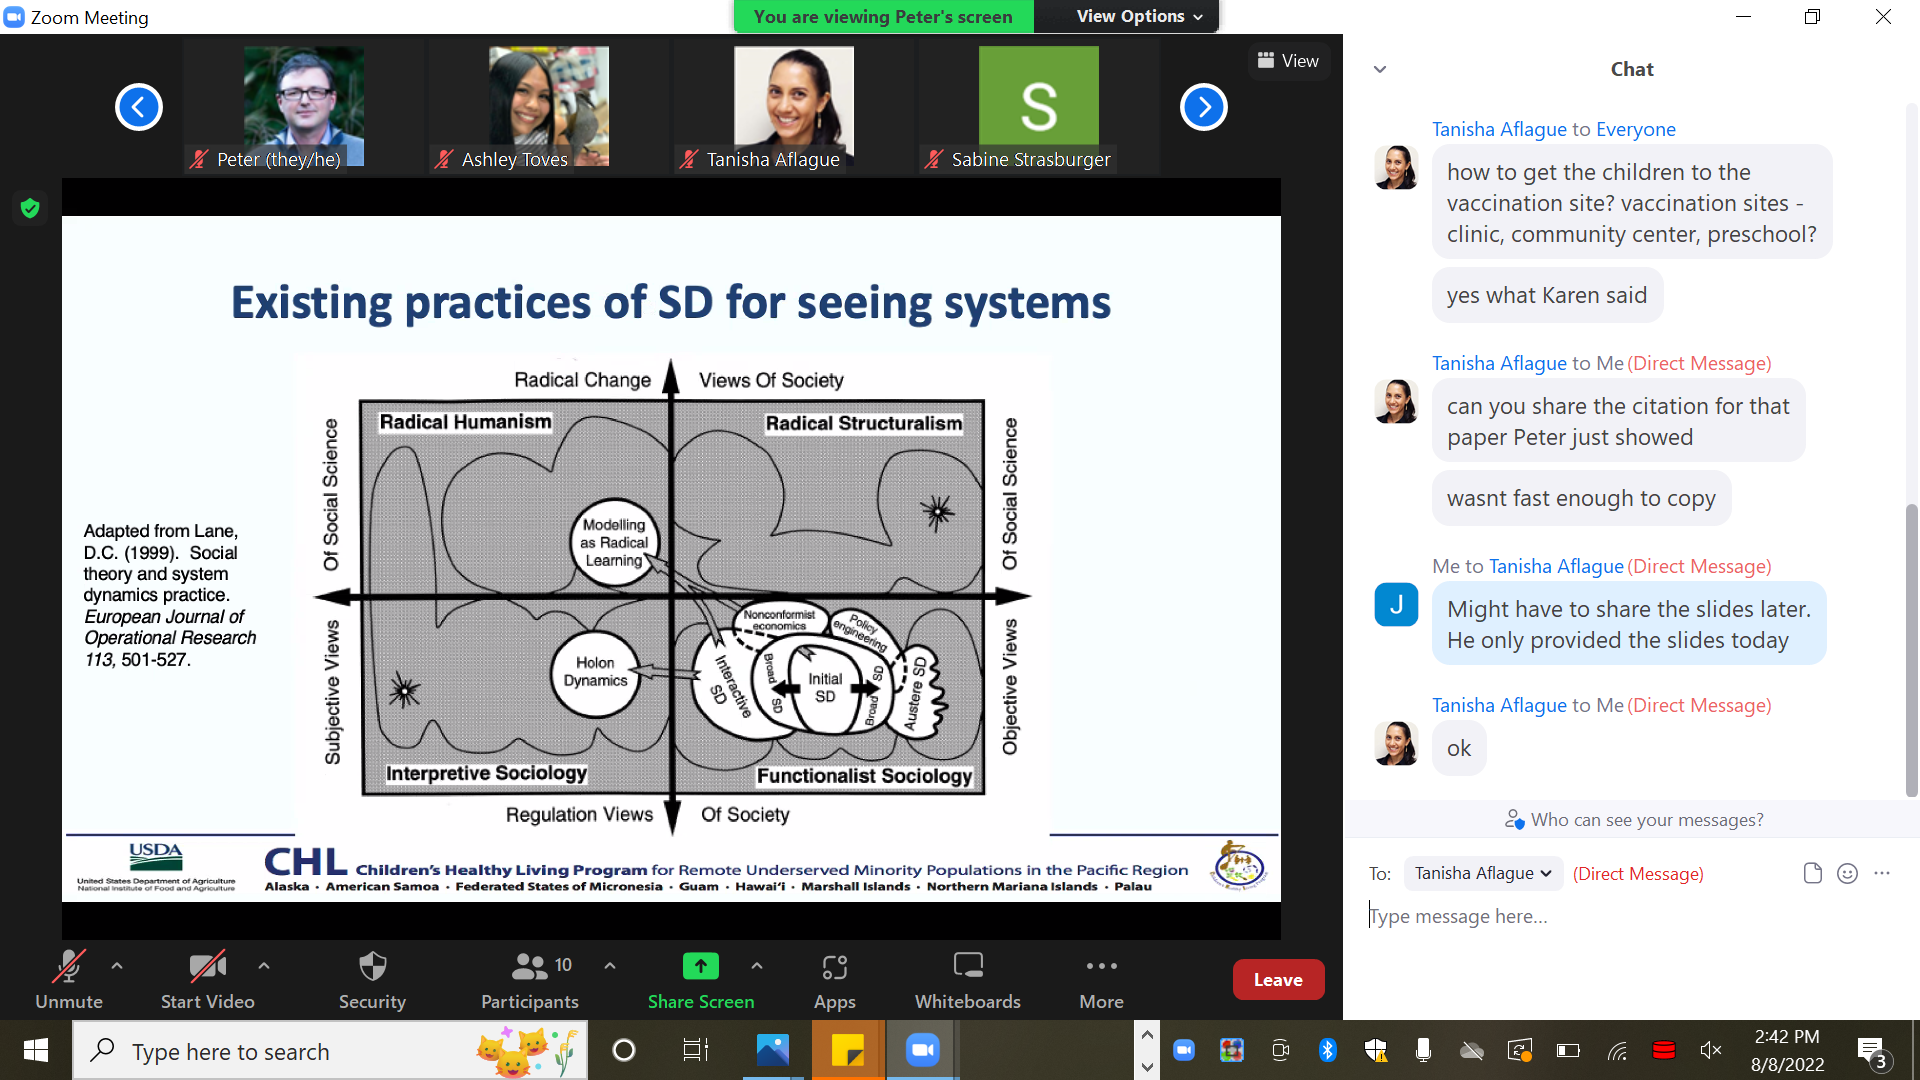 Zoom Meeting
You are viewing Peter's screen
View Options
View
Peter (they/he)
Ashley Toves
Tanisha Aflague
S
Sabine Strasburger
Existing practices of SD for seeing systems
Adapted from Lane,
D.C. (1999). Social
theory and system
dynamics practice.
European Journal of
Operational Research
113, 501-527.
Radical Change
Views Of Society
Radical Humanism
Radical Structuralism
Of Social Science
Of Social Science
Modelling
as Radical
Learning
Nonconformist
economics
Policy
engineering
Holon
Dynamics
Interactive
SD
Broad
SD
Initial
SD
Broad
SD
Austere SD
Subjective Views
Objective Views
Interpretive Sociology
Functionalist Sociology
Regulation Views
Of Society
USDA
United States Department of Agriculture
National Institute of Food and Agriculture
CHL Children's Healthy Living Program for Remote Underserved Minority Populations in the Pacific Region
Alaska · American Samoa · Federated States of Micronesia · Guam · Hawai‘i · Marshall Islands · Northern Mariana Islands · Palau
Unmute
Start Video
Security
10
Participants
Share Screen
Apps
Whiteboards
More
Leave
Chat
Tanisha Aflague to Everyone
how to get the children to the
vaccination site? vaccination sites -
clinic, community center, preschool?
yes what Karen said
Tanisha Aflague to Me (Direct Message)
can you share the citation for that
paper Peter just showed
wasnt fast enough to copy
Me to Tanisha Aflague (Direct Message)
J
Might have to share the slides later.
He only provided the slides today
Tanisha Aflague to Me (Direct Message)
ok
Who can see your messages?
To: Tanisha Aflague (Direct Message)
Type message here...
Type here to search
2:42 PM
8/8/2022
3